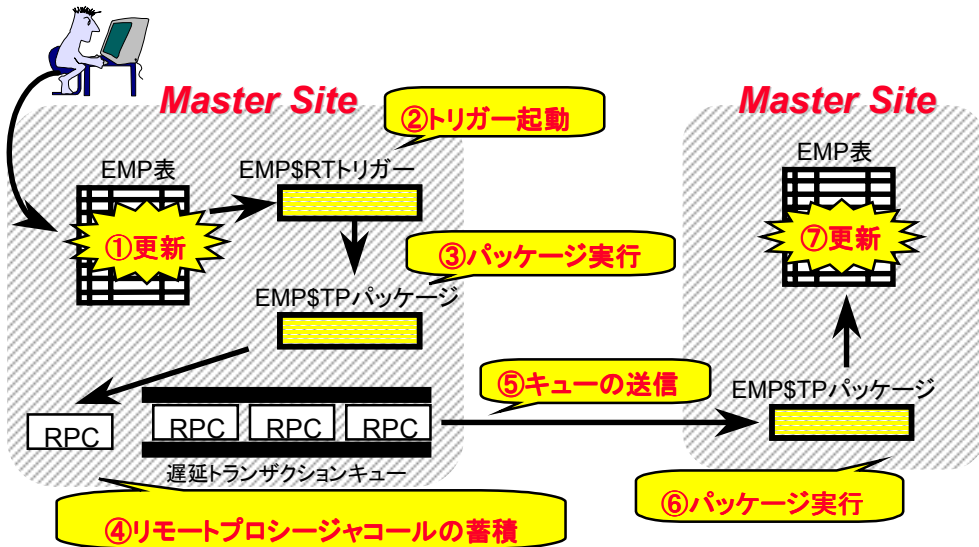 Master Site
②トリガー起動
EMP表
EMP$RTトリガー
①更新
③パッケージ実行
EMP$TPパッケージ
RPC
RPC RPC RPC
遅延トランザクションキュー
④リモートプロシージャコールの蓄積
⑤キューの送信
Master Site
EMP表
⑦更新
EMP$TPパッケージ
⑥パッケージ実行